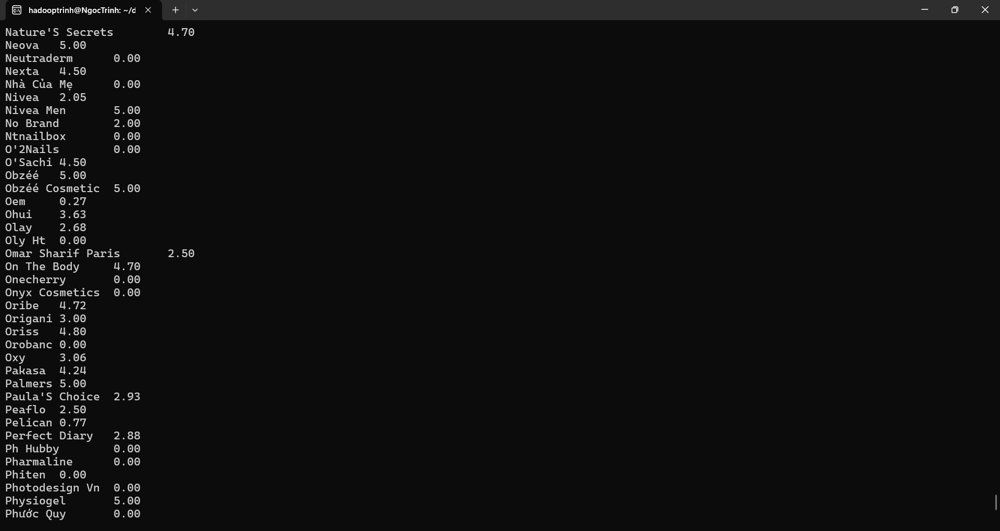 hadooptrinh@NgocTrinh: ~/d
Nature'S Secrets 4.70
Neova 5.00
Neutraderm 0.00
Nexta 4.50
Nhà Của Mẹ 0.00
Nivea 2.05
Nivea Men 5.00
No Brand 2.00
Ntnailbox 0.00
O'2Nails 0.00
O'Sachi 4.50
Obzéé 5.00
Obzéé Cosmetic 5.00
Oem 0.27
Ohui 3.63
Olay 2.68
Oly Ht 0.00
Omar Sharif Paris 2.50
On The Body 4.70
Onecherry 0.00
Onyx Cosmetics 0.00
Oribe 4.72
Origani 3.00
Oriss 4.80
Orobanc 0.00
Oxy 3.06
Pakasa 4.24
Palmers 5.00
Paula'S Choice 2.93
Peaflo 2.50
Pelican 0.77
Perfect Diary 2.88
Ph Hubby 0.00
Pharmaline 0.00
Phiten 0.00
Photodesign Vn 0.00
Physiogel 5.00
Phước Quy 0.00